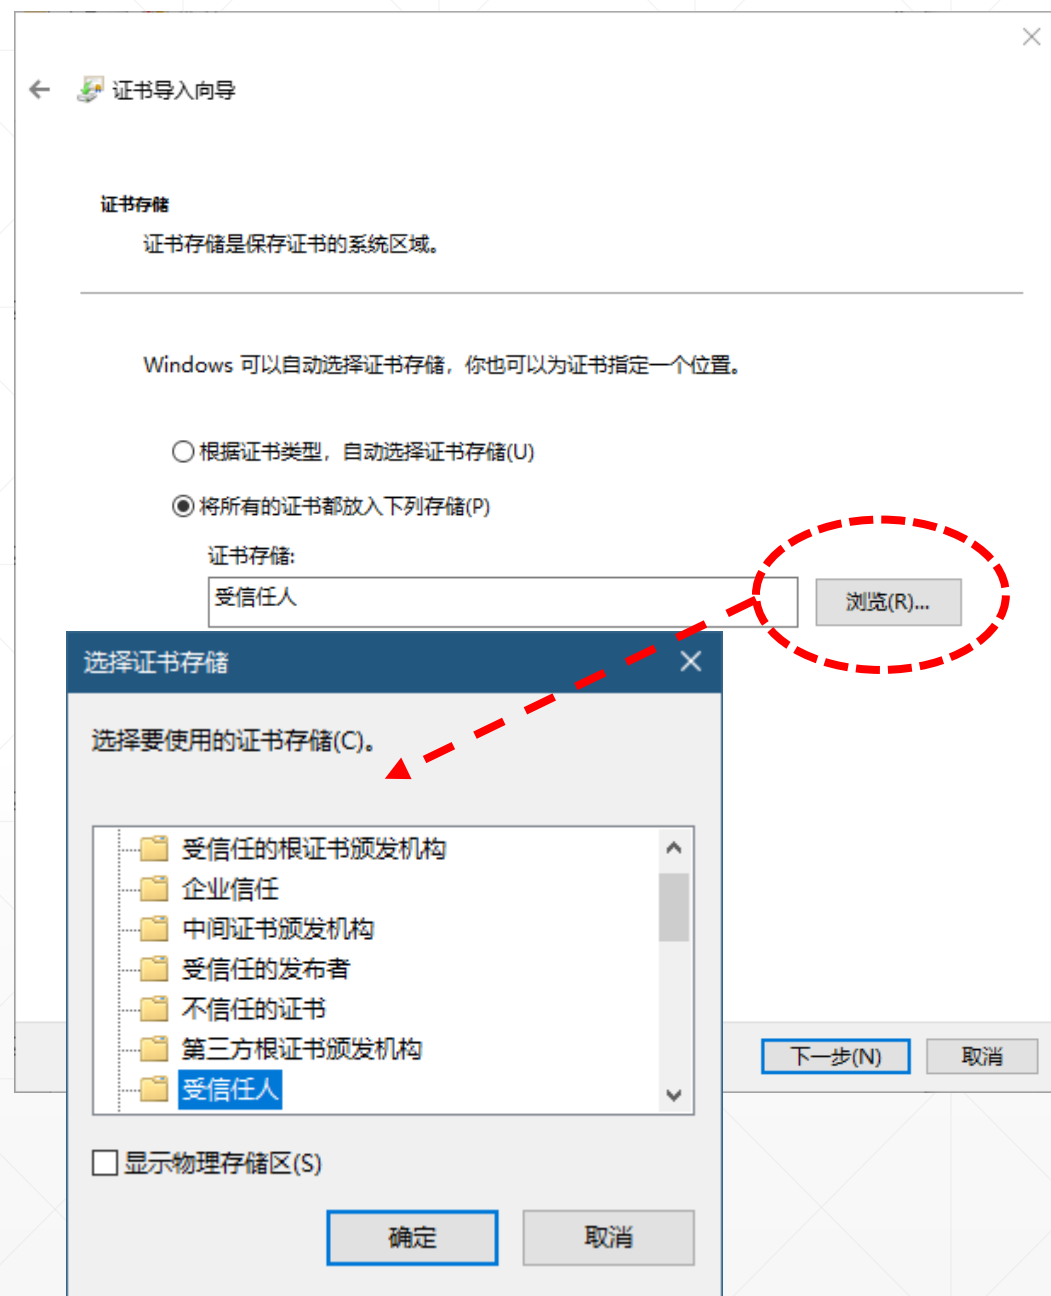 证书导入向导
证书存储
证书存储是保存证书的系统区域。
Windows 可以自动选择证书存储，你也可以为证书指定一个位置。
根据证书类型，自动选择证书存储(U)
将所有的证书都放入下列存储(P)
证书存储:
受信任人
浏览(R)...
选择证书存储
选择要使用的证书存储(C)。
受信任的根证书颁发机构
企业信任
中间证书颁发机构
受信任的发布者
不信任的证书
第三方根证书颁发机构
受信任人
显示物理存储区(S)
确定
取消
下一步(N)
取消